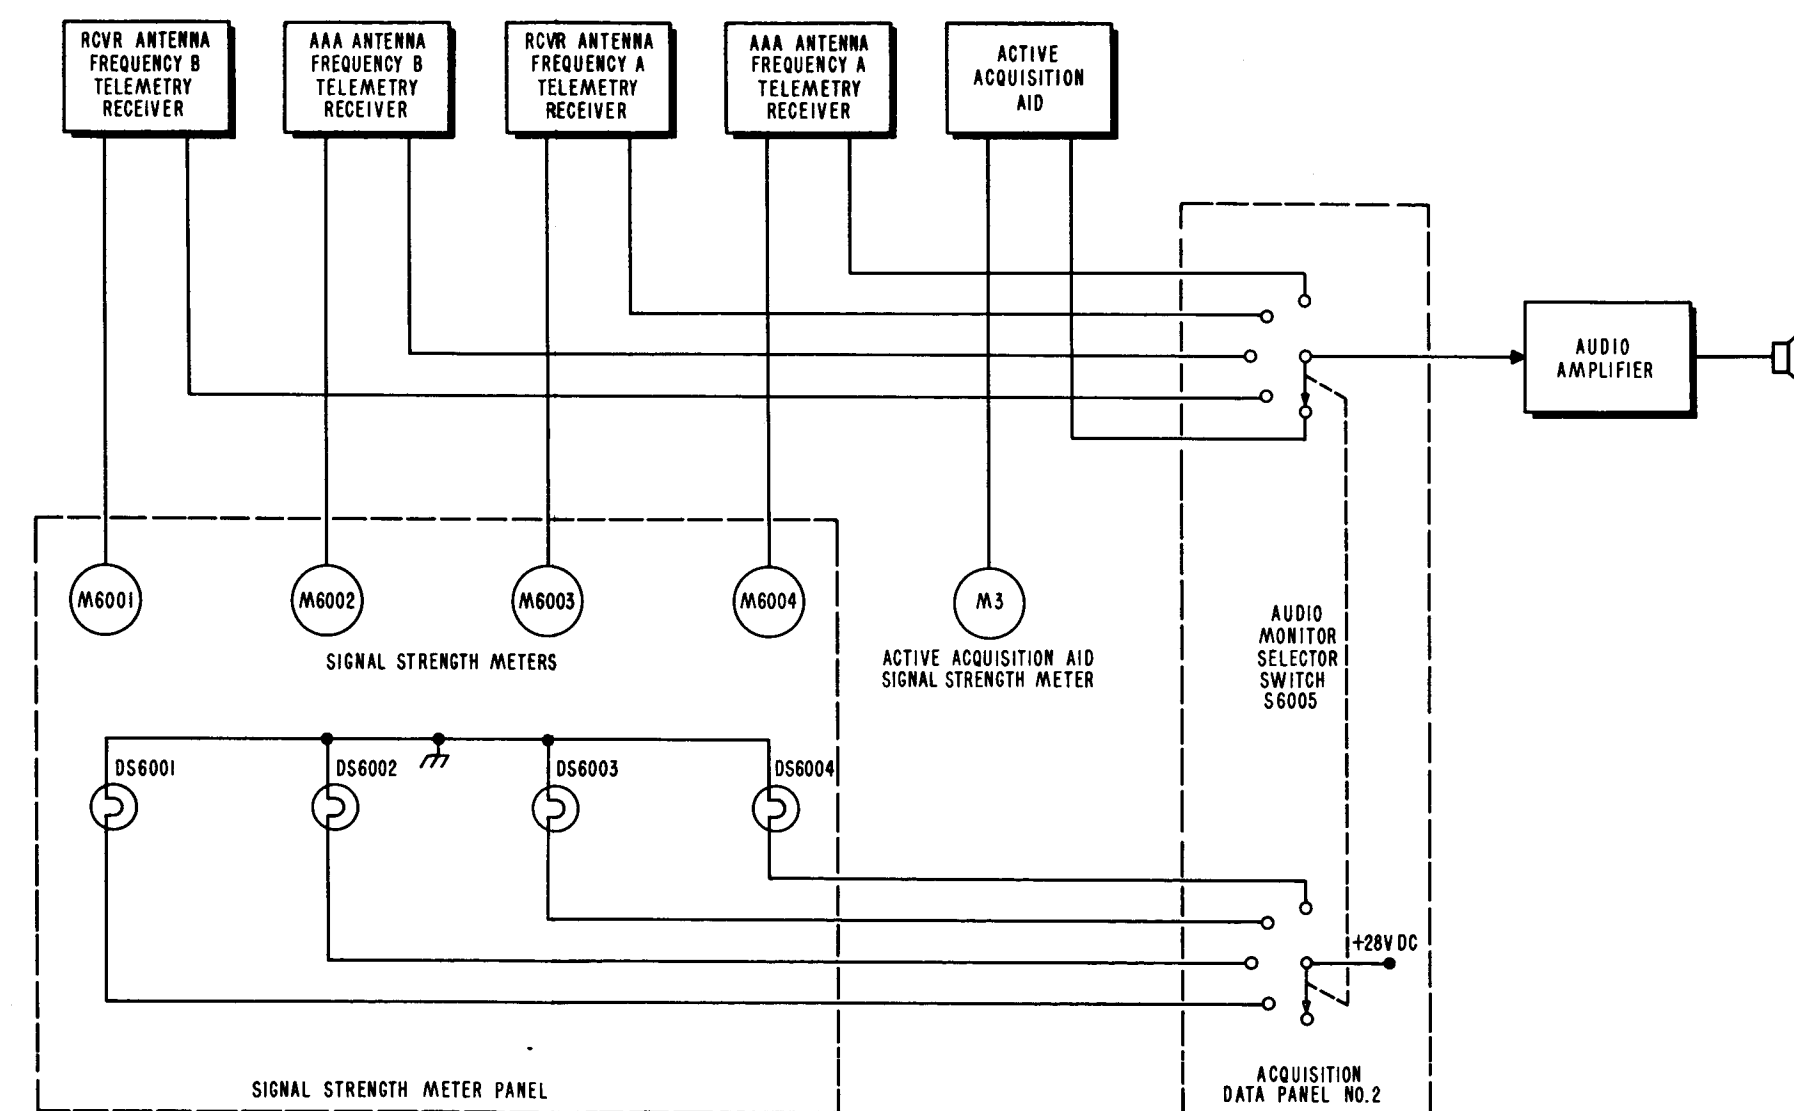 RCVR ANTENNA
FREQUENCY B
TELEMETRY
RECEIVER
AAA ANTENNA
FREQUENCY B
TELEMETRY
RECEIVER
RCVR ANTENNA
FREQUENCY A
TELEMETRY
RECEIVER
AAA ANTENNA
FREQUENCY A
TELEMETRY
RECEIVER
ACTIVE
ACQUISITION
AID
AUDIO
AMPLIFIER
M6001
M6002
M6003
M6004
M3
SIGNAL STRENGTH METERS
ACTIVE ACQUISITION AID
SIGNAL STRENGTH METER
AUDIO
MONITOR
SELECTOR
SWITCH
S6005
DS6001
DS6002
DS6003
DS6004
+28V DC
SIGNAL STRENGTH METER PANEL
ACQUISITION
DATA PANEL NO.2